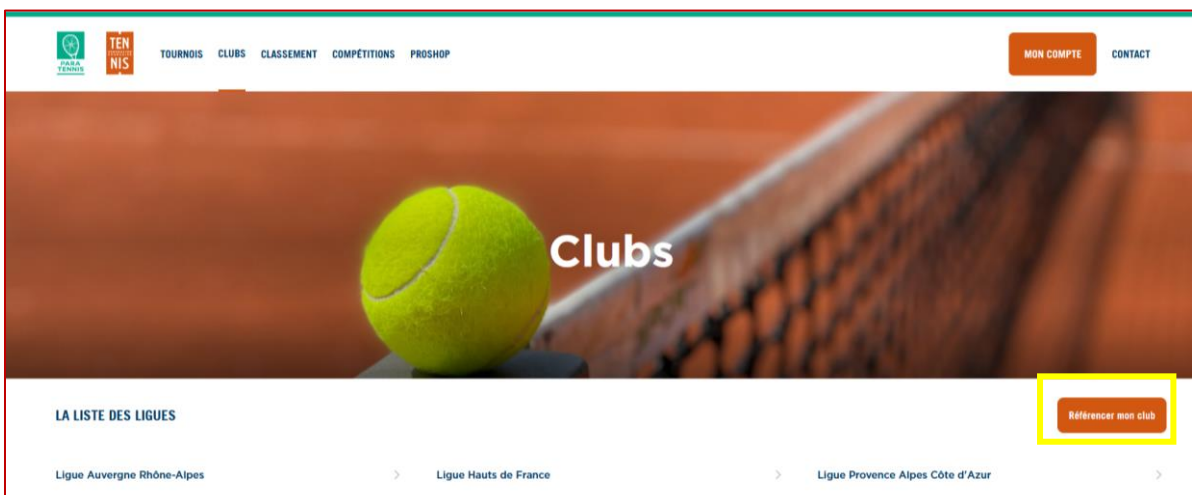 PARA
TENNIS
TEN
NIS
TOURNOIS CLUBS CLASSEMENT COMPÉTITIONS PROSHOP
MON COMPTE CONTACT
Clubs
LA LISTE DES LIGUES
Référencer mon club
Ligue Auvergne Rhône-Alpes
Ligue Hauts de France
Ligue Provence Alpes Côte d'Azur